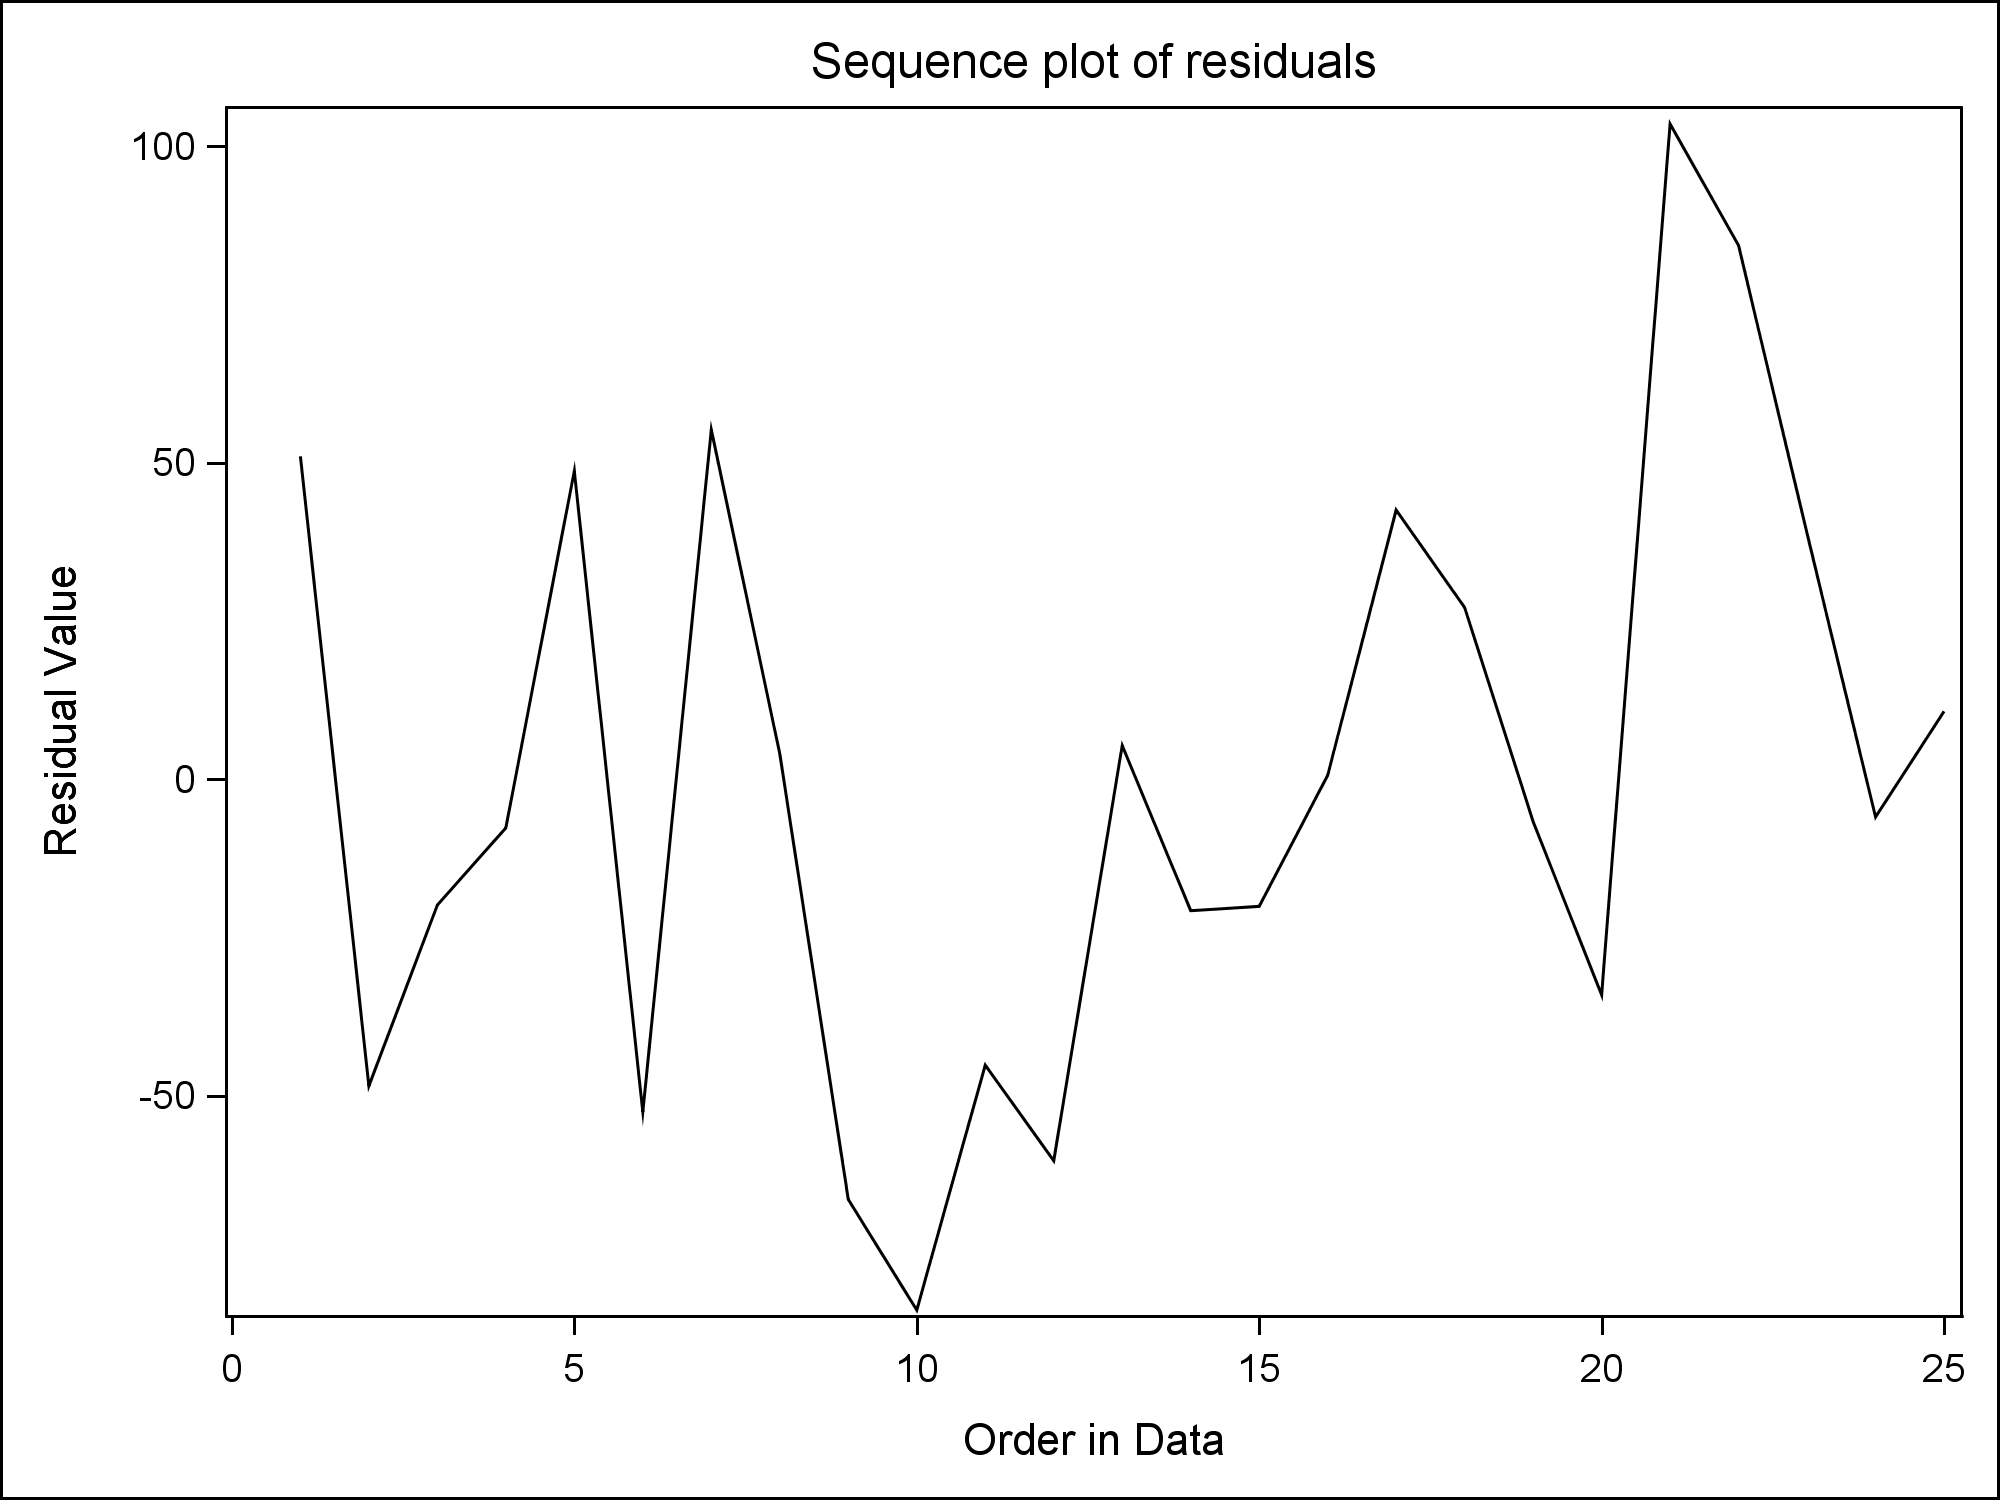 Sequence plot of residuals
100
50
0
-50
Residual Value
0 5 10 15 20 25
Order in Data